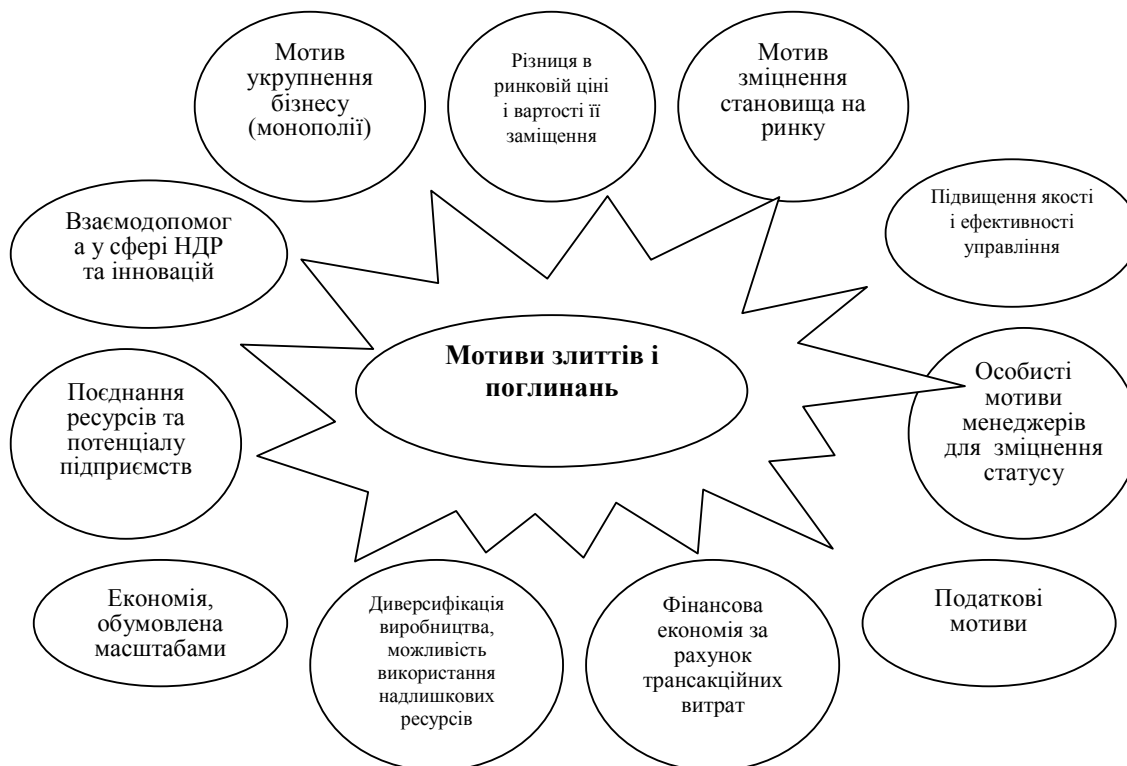 Мотив
укрупнення
бізнесу
(монополії)
Різниця в
ринковій ціні
і вартості її
заміщення
Мотив
зміцнення
становища на
ринку
Взаємодопомог
а у сфері НДР
та інновацій
Підвищення якості
і ефективності
управління
Мотиви злиттів і
поглинань
Поєднання
ресурсів та
потенціалу
підприємств
Особисті
мотиви
менеджерів
для зміцнення
статусу
Економія,
обумовлена
масштабами
Диверсифікація
виробництва,
можливість
використання
надлишкових
ресурсів
Фінансова
економія за
рахунок
трансакційних
витрат
Податкові
мотиви